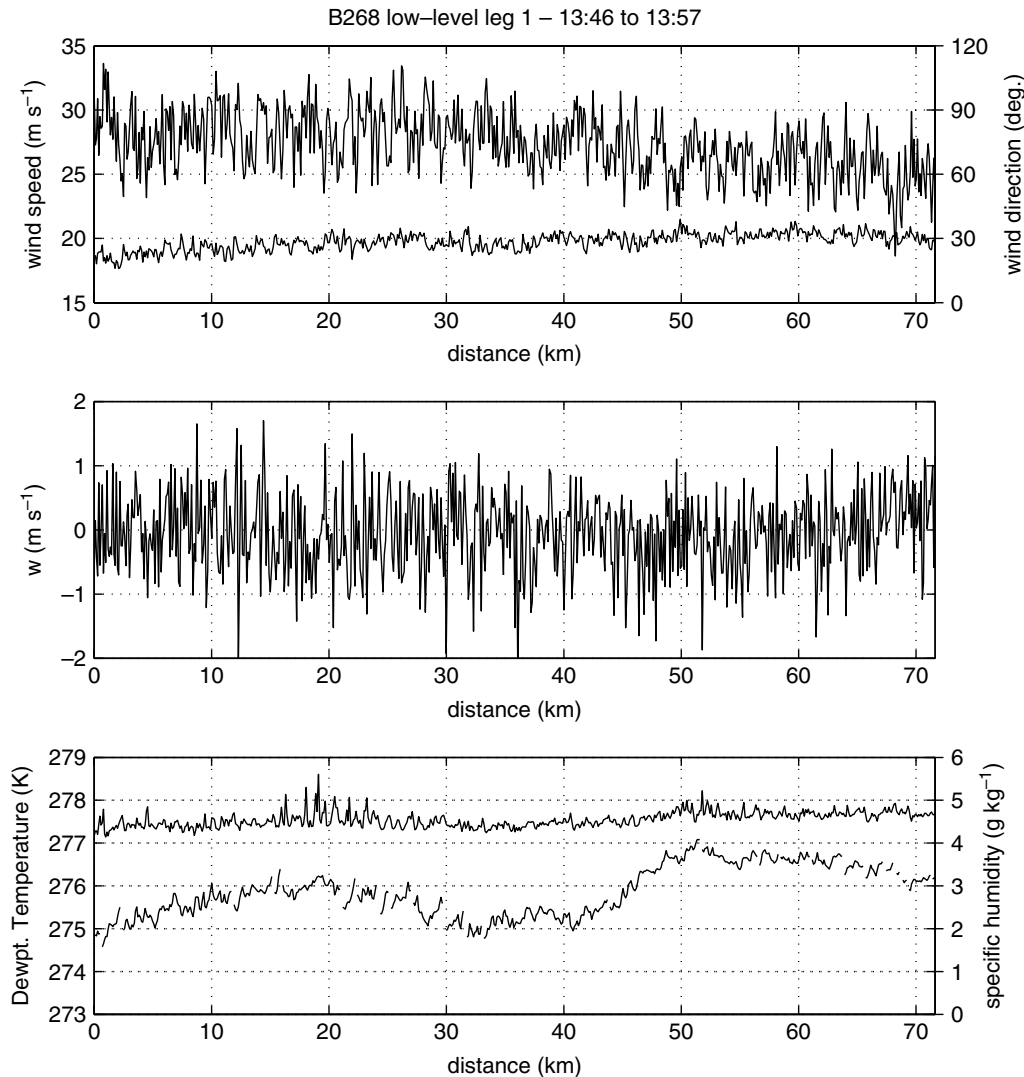 B268 low–level leg 1 – 13:46 to 13:57
35
30
25
20
15
wind speed (m s⁻¹)
120
90
60
30
0
wind direction (deg.)
0 10 20 30 40 50 60 70
distance (km)
2
1
0
−1
−2
w (m s⁻¹)
0 10 20 30 40 50 60 70
distance (km)
279
278
277
276
275
274
273
Dewpt. Temperature (K)
6
5
4
3
2
1
0
specific humidity (g kg⁻¹)
0 10 20 30 40 50 60 70
distance (km)